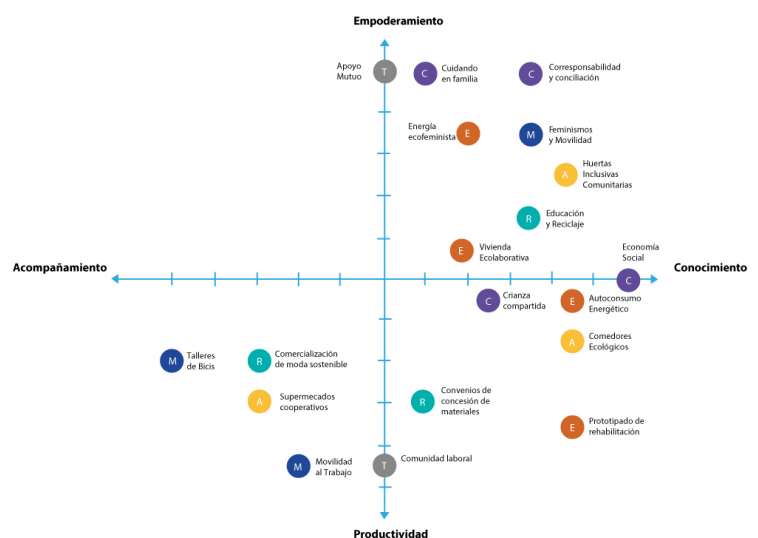 Empoderamiento
Apoyo
Mutuo
T
C
Cuidando
en familia
C
Corresponsabilidad
y conciliación
Energía
ecofeminista
E
M
Feminismos
y Movilidad
A
Huertas
Inclusivas
Comunitarias
R
Educación
y Reciclaje
E
Vivienda
Ecolaborativa
Economía
Social
C
Acompañamiento
Conocimiento
C
Crianza
compartida
E
Autoconsumo
Energético
A
Comedores
Ecológicos
M
Talleres
de Bicis
R
Comercialización
de moda sostenible
A
Supermecados
cooperativos
R
Convenios de
concesión de
materiales
E
Prototipado de
rehabilitación
M
Movilidad
al Trabajo
T
Comunidad laboral
Productividad